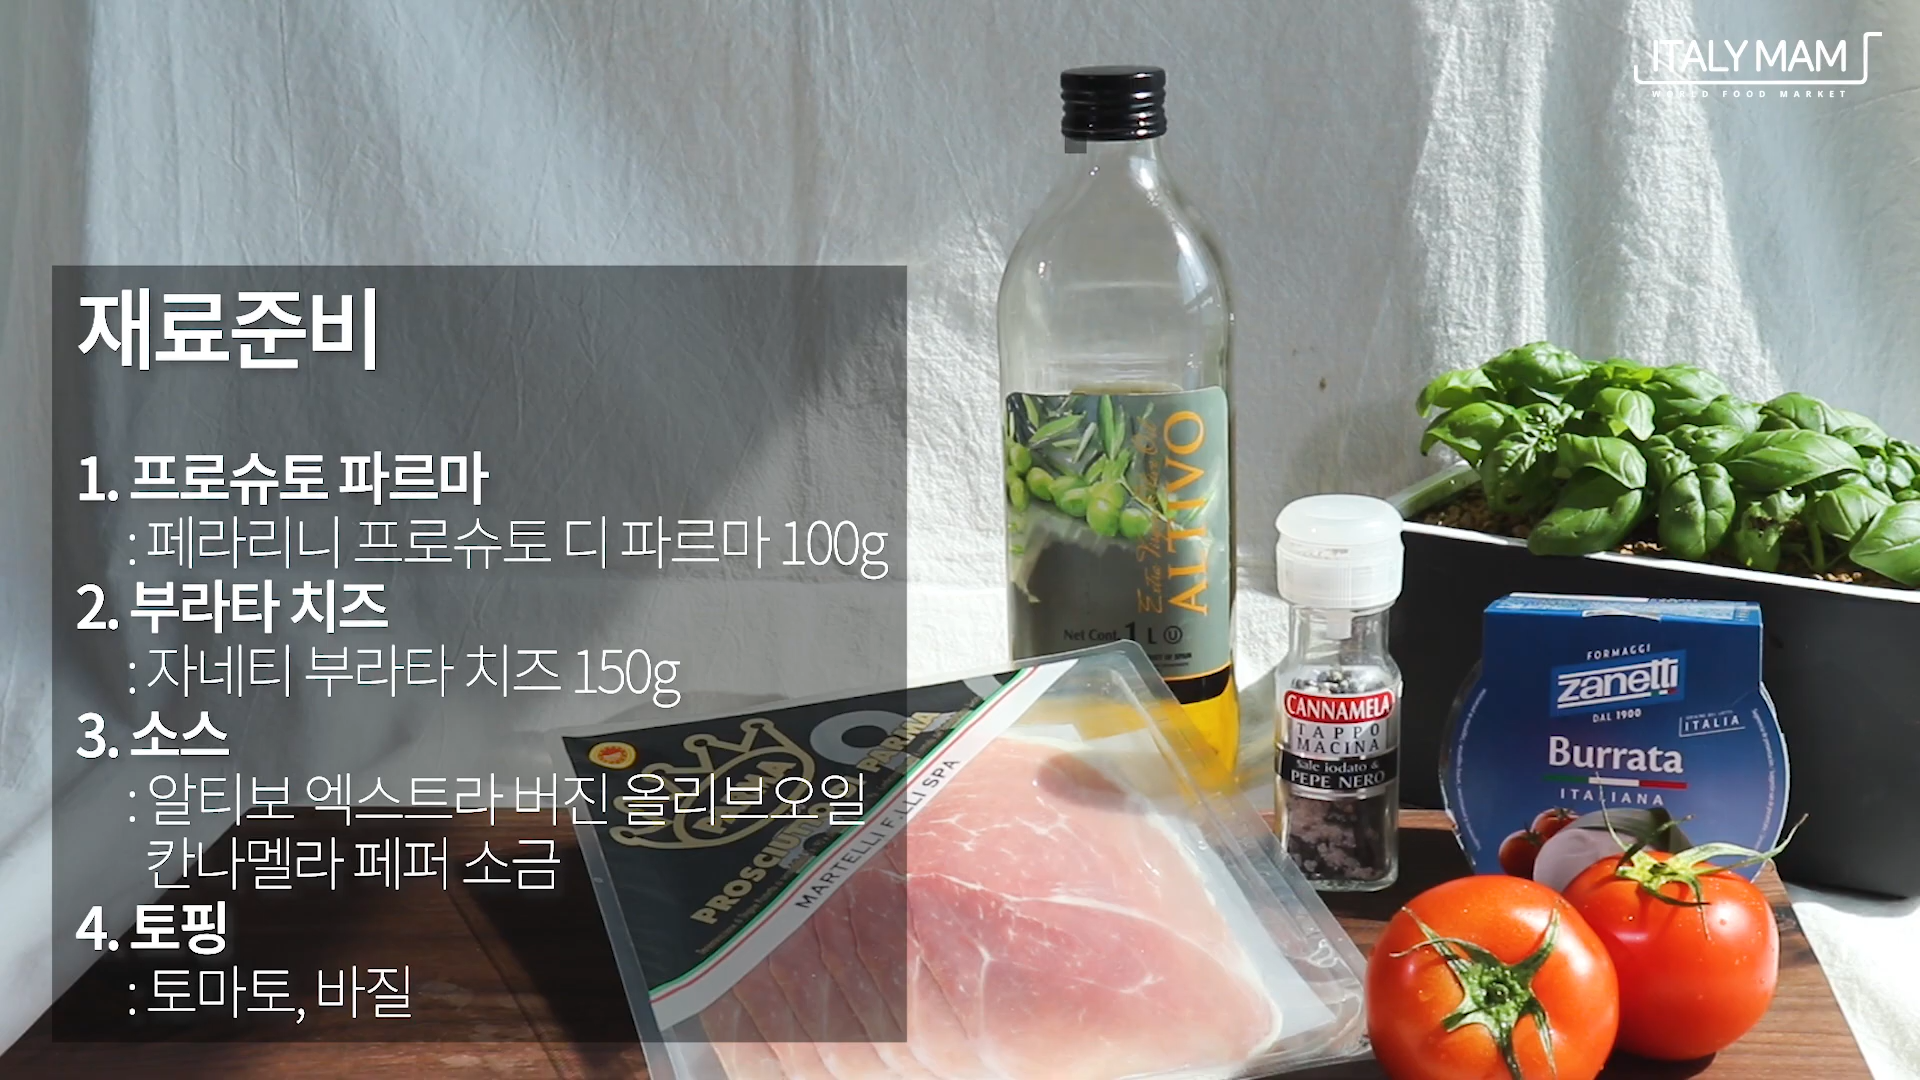 ITALY MAM
WORLD FOOD MARKET
재료준비
1. 프로슈토 파르마
: 페라리니 프로슈토 디 파르마 100g
2. 부라타 치즈
: 자네티 부라타 치즈 150g
3. 소스
: 알티보 엑스트라 버진 올리브오일
칸나멜라 페퍼 소금
4. 토핑
: 토마토, 바질
ALTIVO
Net Cont. 1 L
PARMA
PROSCIU
MARTELLI F.LLI SPA
PARMA
CANNAMELA
TAPPO
MACINA
Sale iodato &
PEPE NERO
FORMAGGI
zanetti
DAL 1900
ITALIA
Burrata
ITALIANA